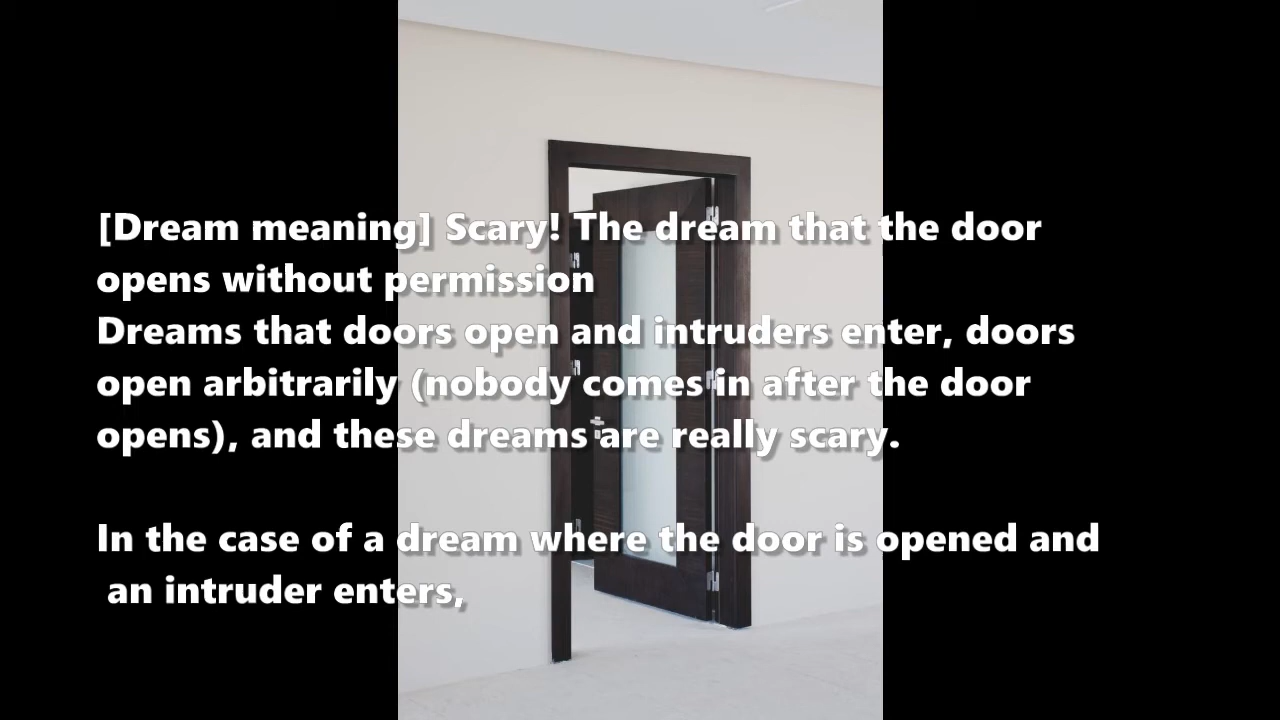 [Dream meaning] Scary! The dream that the door
opens without permission
Dreams that doors open and intruders enter, doors
open arbitrarily (nobody comes in after the door
opens), and these dreams are really scary.
In the case of a dream where the door is opened and
an intruder enters,